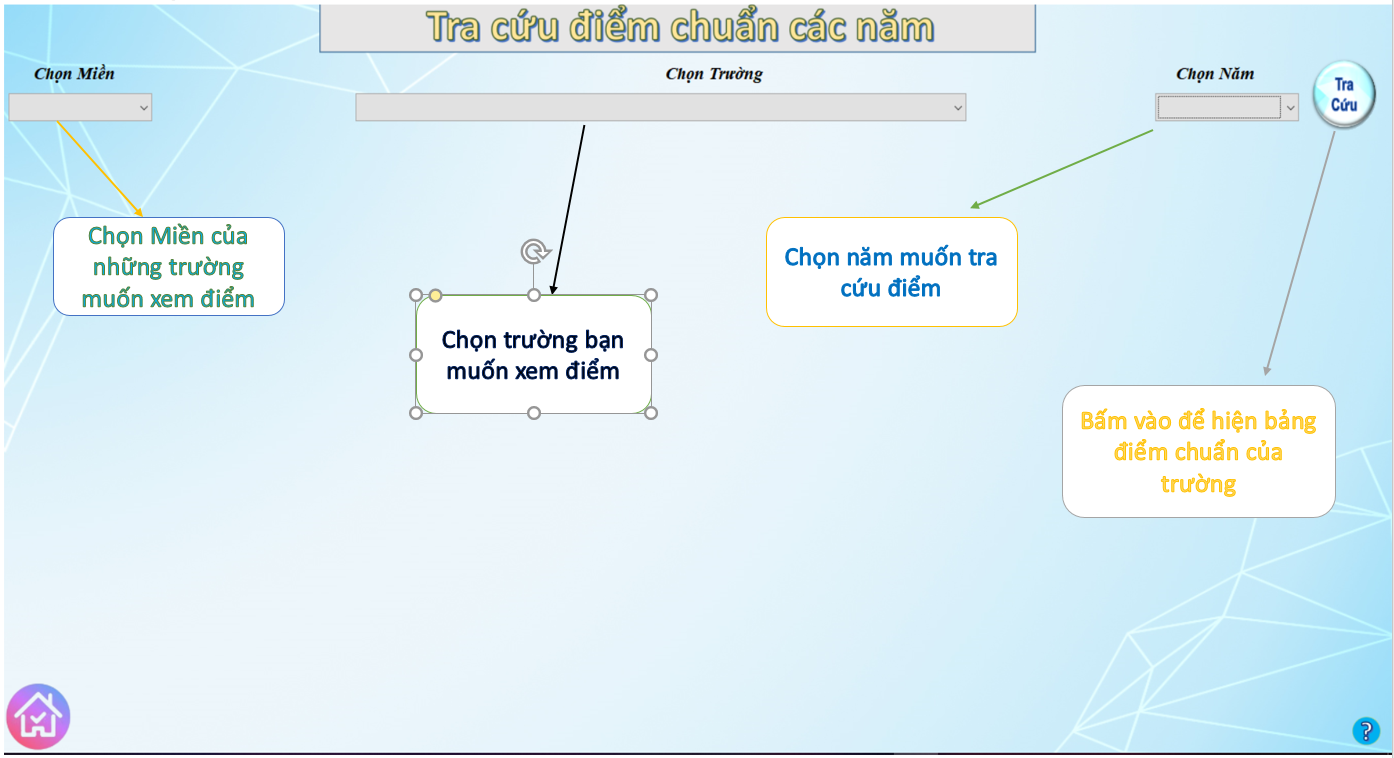 Tra cứu điểm chuẩn các năm
Chọn Miền
Chọn Trường
Chọn Năm
Tra
Cứu
Chọn Miền của
những trường
muốn xem điểm
Chọn trường bạn
muốn xem điểm
Chọn năm muốn tra
cứu điểm
Bấm vào để hiện bảng
điểm chuẩn của
trường
?